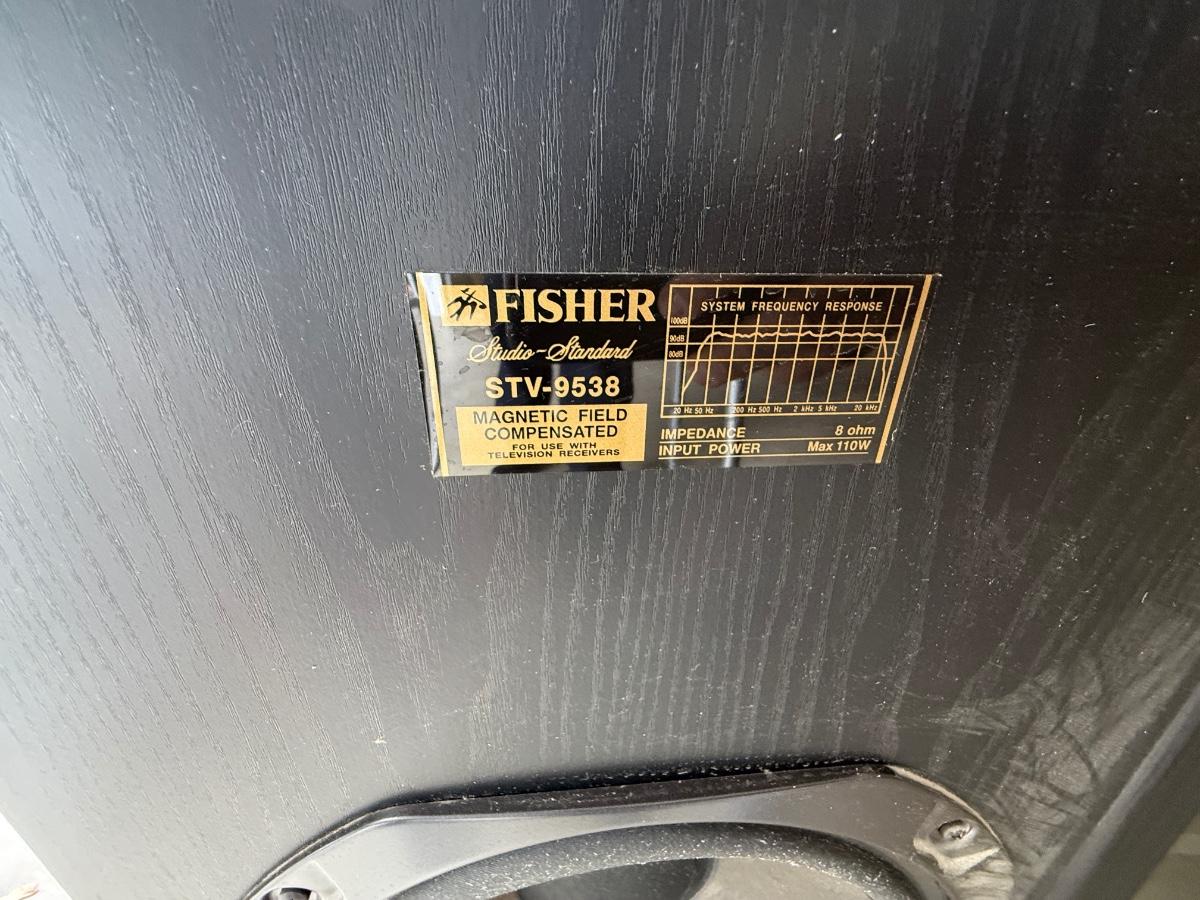 FISHER
Studio-Standard
STV-9538
MAGNETIC FIELD
COMPENSATED
FOR USE WITH
TELEVISION RECEIVERS
SYSTEM FREQUENCY RESPONSE
100dB
90dB
80dB
20 Hz 50 Hz 200 Hz 500 Hz 2 kHz 5 kHz 20 kHz
IMPEDANCE 8 ohm
INPUT POWER Max 110W